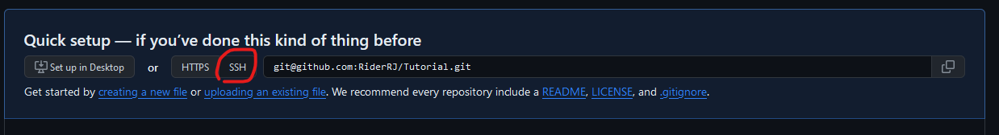 Quick setup — if you’ve done this kind of thing before
Set up in Desktop or HTTPS SSH git@github.com:RiderRJ/Tutorial.git
Get started by creating a new file or uploading an existing file. We recommend every repository include a README, LICENSE, and .gitignore.